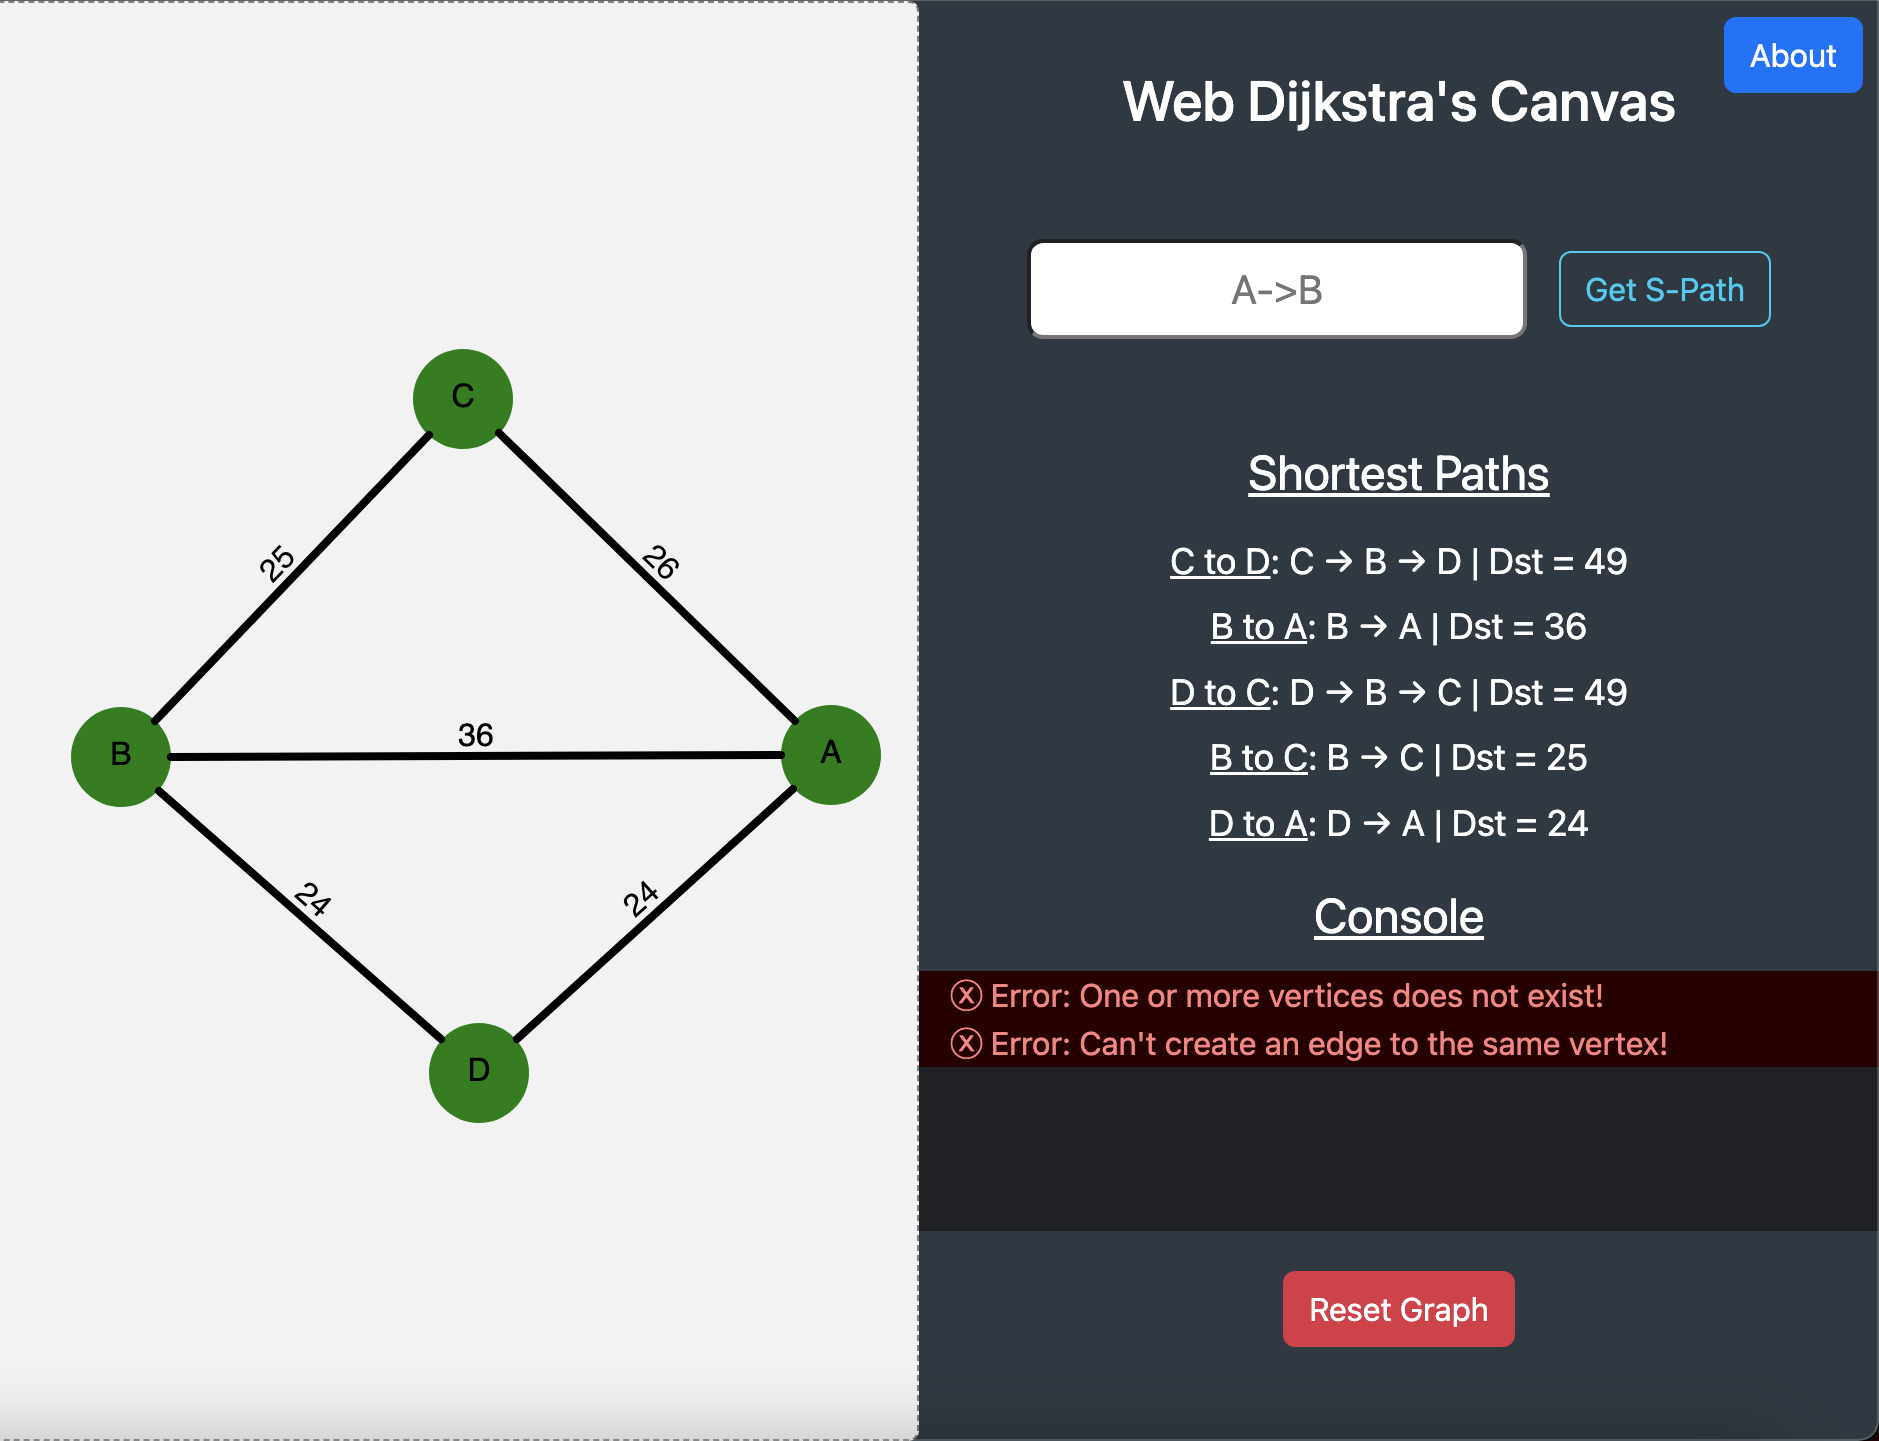 C
25
26
B
36
A
24
24
D
About
Web Dijkstra's Canvas
A->B
Get S-Path
Shortest Paths
C to D: C → B → D | Dst = 49
B to A: B → A | Dst = 36
D to C: D → B → C | Dst = 49
B to C: B → C | Dst = 25
D to A: D → A | Dst = 24
Console
ⓧ Error: One or more vertices does not exist!
ⓧ Error: Can't create an edge to the same vertex!
Reset Graph